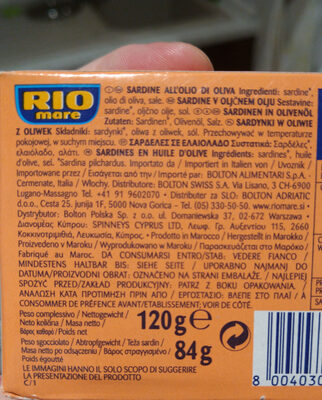 RIO
mare
SARDINE ALL'OLIO DI OLIVA Ingredienti: sardine*,
olio di oliva, sale. SARDINE V OLJČNEM OLJU Sestavine:
sardine*, oljčno olje, sol. SARDINEN IN OLIVENÖL
Zutaten: Sardinen*, Olivenöl, Salz. SARDYNKI W OLIWIE
Z OLIWEK Składniki: sardynki*, oliwa z oliwek, sól. Przechowywać w temperaturze
pokojowej, w suchym miejscu. ΣΑΡΔΕΛΕΣ ΣΕ ΕΛΑΙΟΛΑΔΟ Συστατικά: Σαρδέλες*,
ελαιόλαδο, αλάτι. SARDINES EN HUILE D'OLIVE Ingrédients: sardines*, huile
d'olive, sel. *Sardina pilchardus. Importato da / Importiert in Italien von / Uvoznik /
Importowane przez / Εισάγεται από την / Importé par: BOLTON ALIMENTARI S.p.A.
Cermenate, Italia / Wlochy, Ιταλία / Italie DISTRIBUTORE: BOLTON SWISS S.A. Via Lisano, 3 CH-6900
Lugano-Massagno Tel. +41 91 9602070 • Distributer za SLO: BOLTON ADRIATIC
d.o.o., Cesta 25. junija 1F, 5000 Nova Gorica - Tel. (05) 330-50-50, www.riomare.si
Dystrybutor: Bolton Polska Sp. z o.o. ul. Domaniewska 37, 02-672 Warszawa •
Διανομέας Κύπρου: SPINNEYS CYPRUS ΙΤΔ, Λεωφ. Γρ. Αυξεντίου 115, 2660
Κοκκινοτριμιθιά, Λευκωσία, Κύπρος. • Prodotto in Marocco / Hergestellt in Marokko /
Proizvedeno v Maroku / Wyprodukowano w Maroku / Παρασκευάζεται στο Μαρόκο /
Fabriqué au Maroc. DA CONSUMARSI ENTRO/STAB: VEDERE FIANCO /
MINDESTENS HALTBAR BIS: SIEHE SEITE / UPORABNO NAJMANJ DO
DATUMA/PROIZVODNI OBRAT: OZNAČENO NA STRANI EMBALAŽE. / NAJLEPIEJ
SPOŻYĆ PRZED/ZAKŁAD PRODUKCYJNY: PATRZ Z BOKU OPAKOWANIA. /
ΑΝΑΛΩΣΗ ΚΑΤΑ ΠΡΟΤΙΜΗΣΗ ΠΡΙΝ ΑΠΟ / ΕΡΓΟΣΤΑΣΙΟ: ΒΛΕΠΕ ΣΤΟ ΠΛΑΪ / À
CONSOMMER DE PRÉFÉRENCE AVANT/ÉTABLISSEMENT:
Peso complessivo / Nettogewicht /
Neto količina / Masa netto /
Βάρος καθαρό / Poids net
120g e
Peso sgocciolato / Abtropfgewicht / Teža sardin /
Masa netto po odsączeniu / Βάρος στραγγισμένο /
Poids égoutté
84g
LE IMMAGINI HANNO IL
SOLO SCOPO DI SUGGERIRE
LA PRESENTAZIONE DEL PRODOTTO
C/1
8 004030